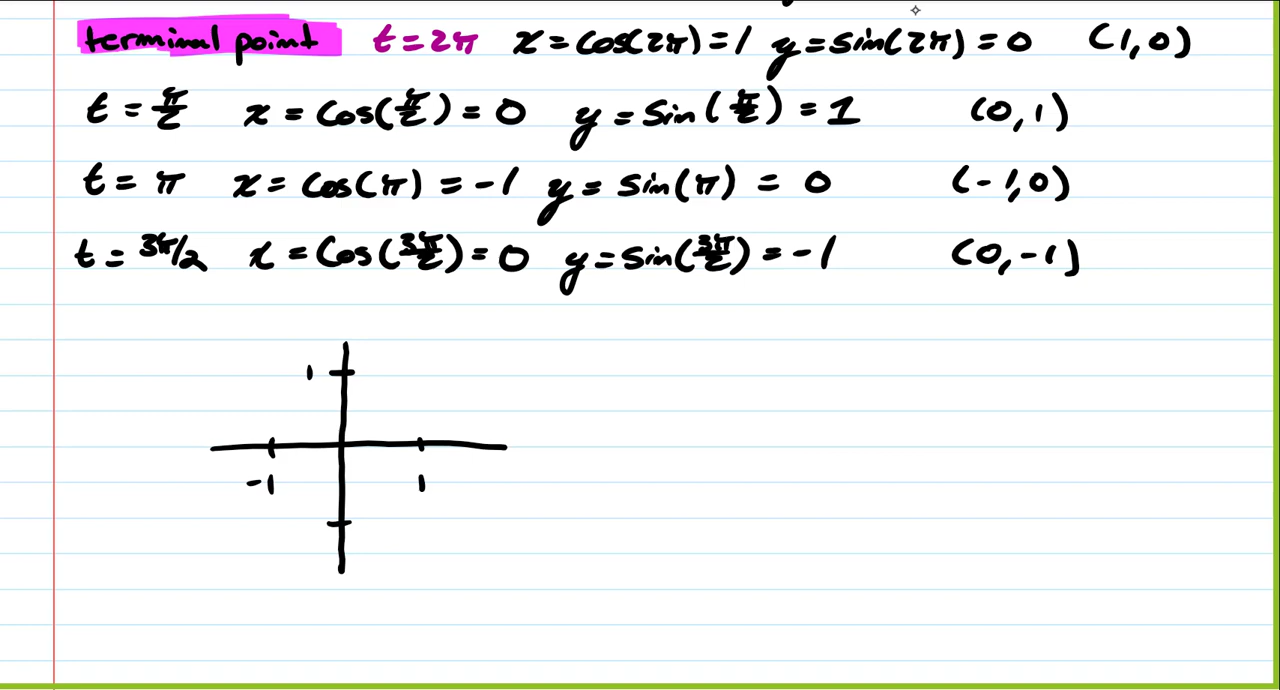 terminal point t = 2π x = cos(2π) = 1 y = sin(2π) = 0 (1,0)
t = π/2 x = cos(π/2) = 0 y = sin(π/2) = 1 (0,1)
t = π x = cos(π) = -1 y = sin(π) = 0 (-1,0)
t = 3π/2 x = cos(3π/2) = 0 y = sin(3π/2) = -1 (0,-1)
1
-1 1